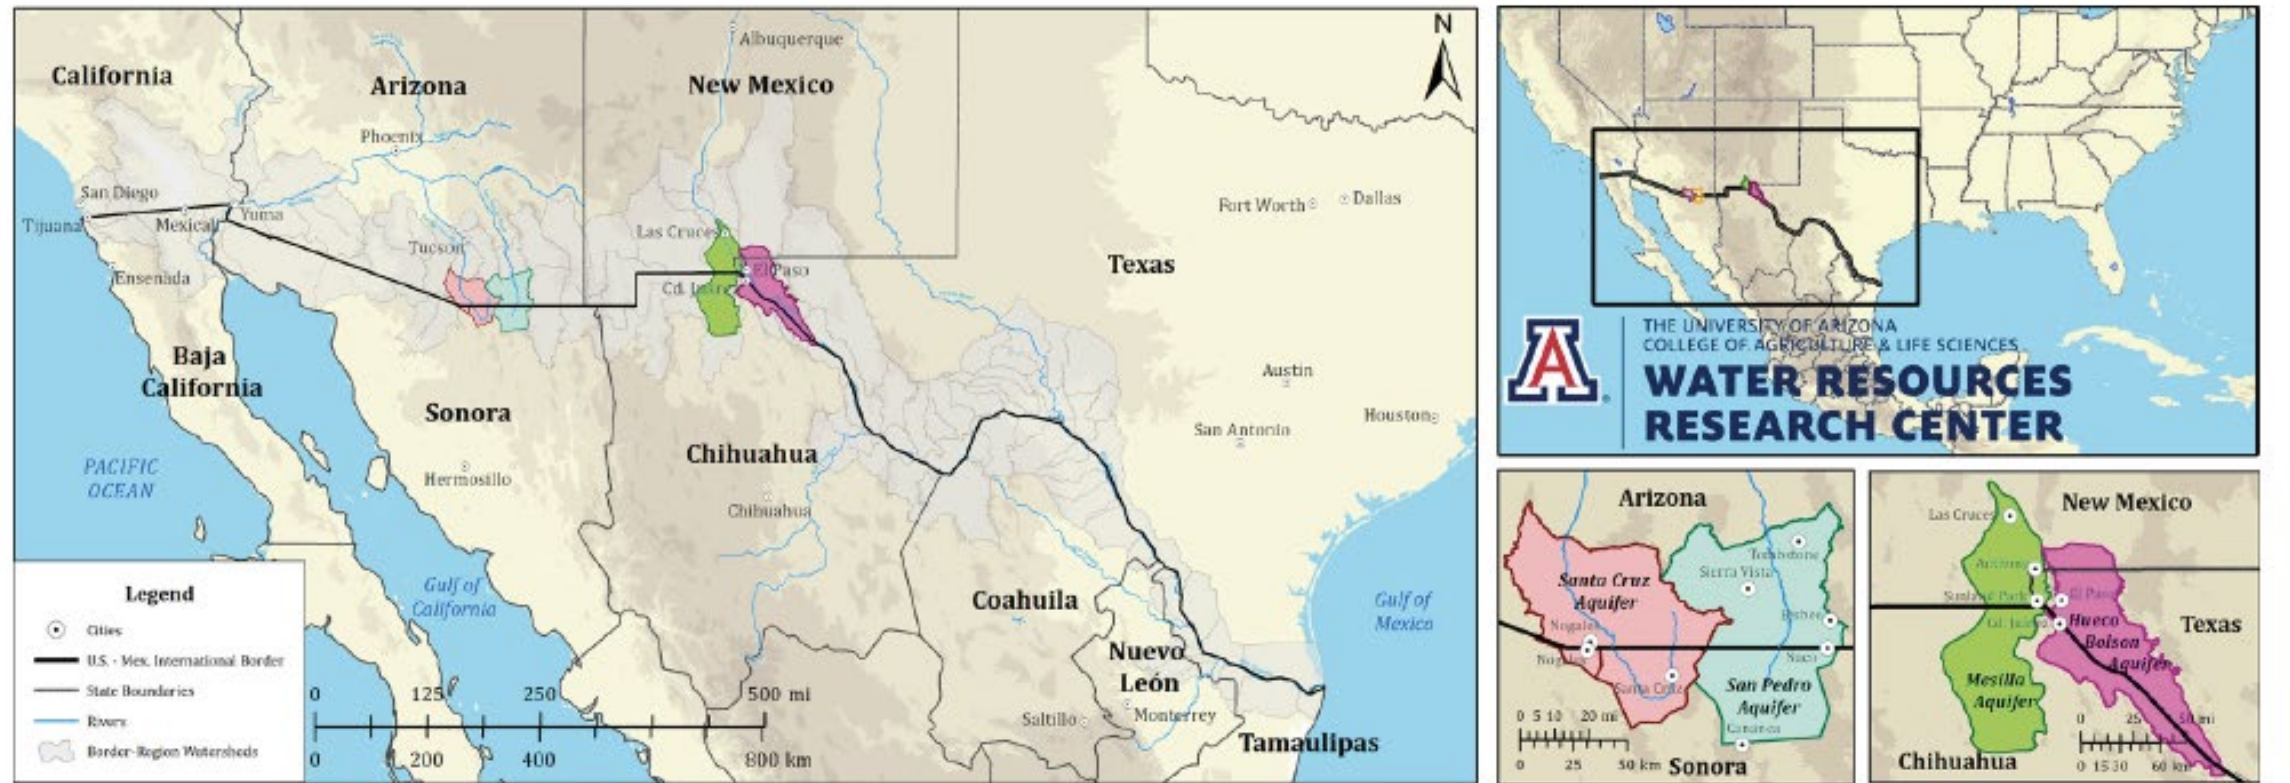 California
Arizona
New Mexico
Albuquerque
Phoenix
San Diego
Tijuana
Mexicali
Yuma
Ensenada
Tucson
Las Cruces
El Paso
Cd. Juárez
Fort Worth
Dallas
Texas
Austin
Houston
San Antonio
Baja
California
Sonora
Hermosillo
Chihuahua
Chihuahua
PACIFIC
OCEAN
Gulf of
California
Coahuila
Nuevo
León
Saltillo
Monterrey
Tamaulipas
Gulf of
Mexico
N
Legend
Cities
U.S. - Mex. International Border
State Boundaries
Rivers
Border-Region Watersheds
0 125 250 500 mi
0 200 400 800 km
A
THE UNIVERSITY OF ARIZONA
COLLEGE OF AGRICULTURE & LIFE SCIENCES
WATER RESOURCES
RESEARCH CENTER
Arizona
Tombstone
Sierra Vista
Santa Cruz
Aquifer
Bisbee
Nogales
Nogales
Naco
Santa Cruz
San Pedro
Aquifer
Cananea
0 5 10 20 mi
0 25 50 km
Sonora
Las Cruces
New Mexico
Anthony
Sunland Park
El Paso
Cd. Juárez
Hueco
Bolson
Aquifer
Texas
Mesilla
Aquifer
0 25 50 mi
0 15 30 60 km
Chihuahua